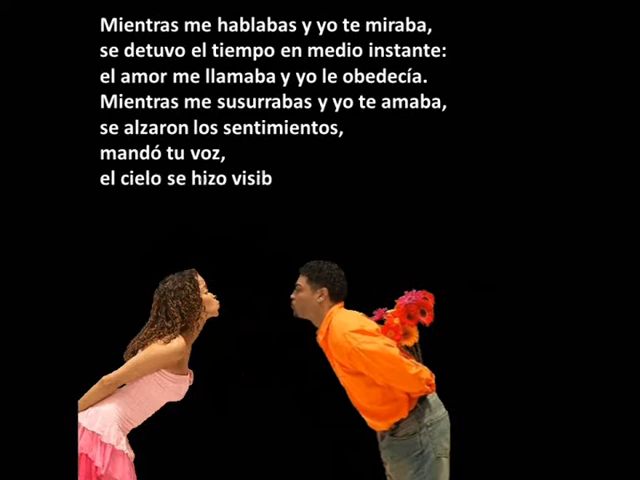 Mientras me hablabas y yo te miraba,
se detuvo el tiempo en medio instante:
el amor me llamaba y yo le obedecía.
Mientras me susurrabas y yo te amaba,
se alzaron los sentimientos,
mandó tu voz,
el cielo se hizo visib